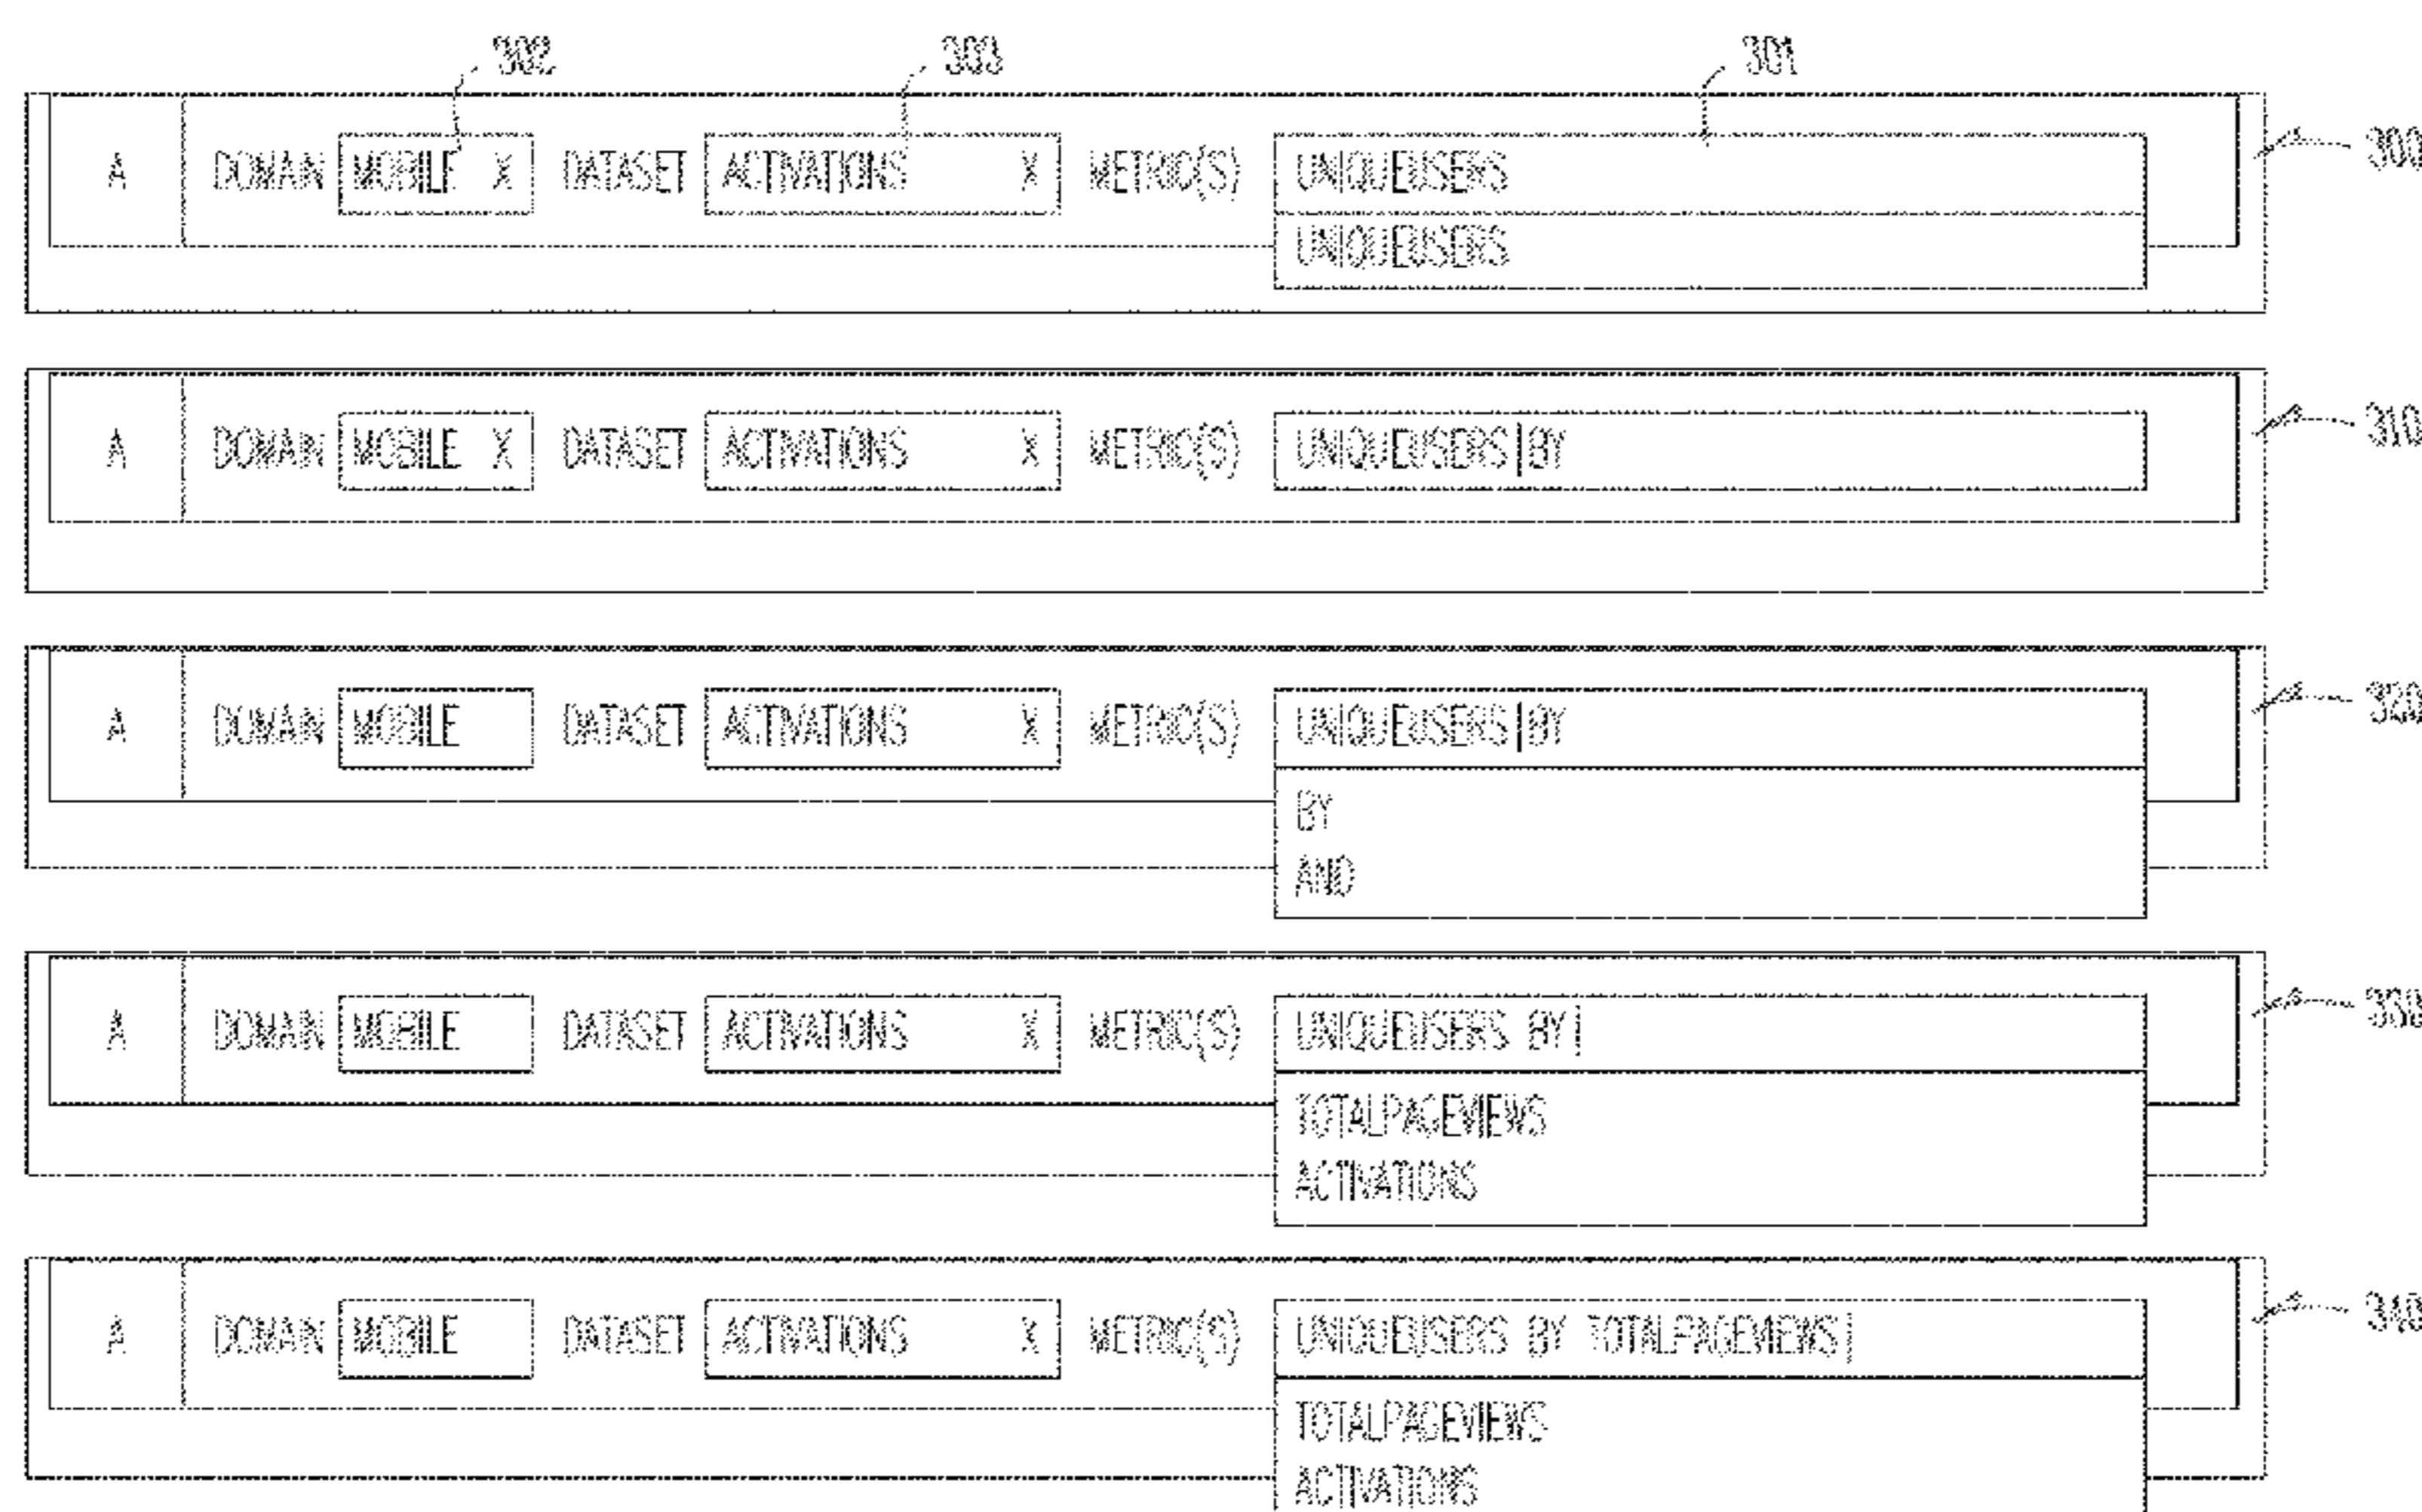 302 303 301
A DOMAIN MOBILE X DATASET ACTIVATIONS X METRIC(S) UNIQUEUSERS 300
UNIQUEUSERS
A DOMAIN MOBILE X DATASET ACTIVATIONS X METRIC(S) UNIQUEUSERS BY 310
A DOMAIN MOBILE DATASET ACTIVATIONS X METRIC(S) UNIQUEUSERS BY 320
BY
AND
A DOMAIN MOBILE DATASET ACTIVATIONS X METRIC(S) UNIQUEUSERS BY 330
TOTALPAGEVIEWS
ACTIVATIONS
A DOMAIN MOBILE DATASET ACTIVATIONS X METRIC(S) UNIQUEUSERS BY TOTALPAGEVIEWS 340
TOTALPAGEVIEWS
ACTIVATIONS